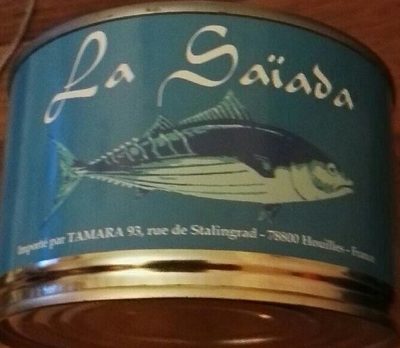 La Saïada
Importé par TAMARA 93, rue de Stalingrad - 78800 Houilles - France